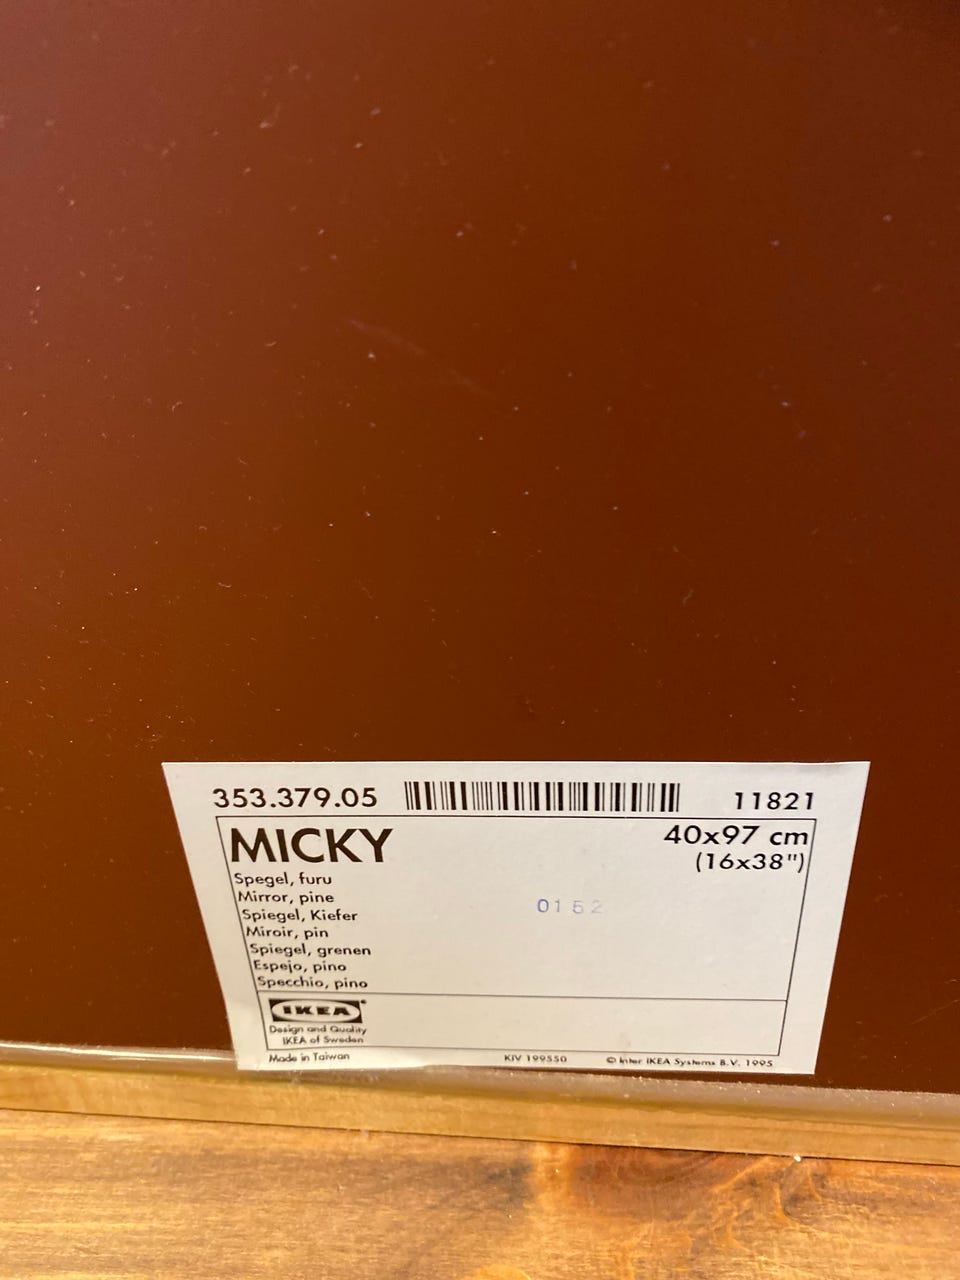 353.379.05 11821
MICKY 40x97 cm
(16x38")
Spegel, furu
Mirror, pine
Spiegel, Kiefer
Miroir, pin
Spiegel, grenen
Espejo, pino
Specchio, pino
0152
IKEA®
Design and Quality
IKEA of Sweden
Made in Taiwan KIV 199550 © Inter IKEA Systems B.V. 1995